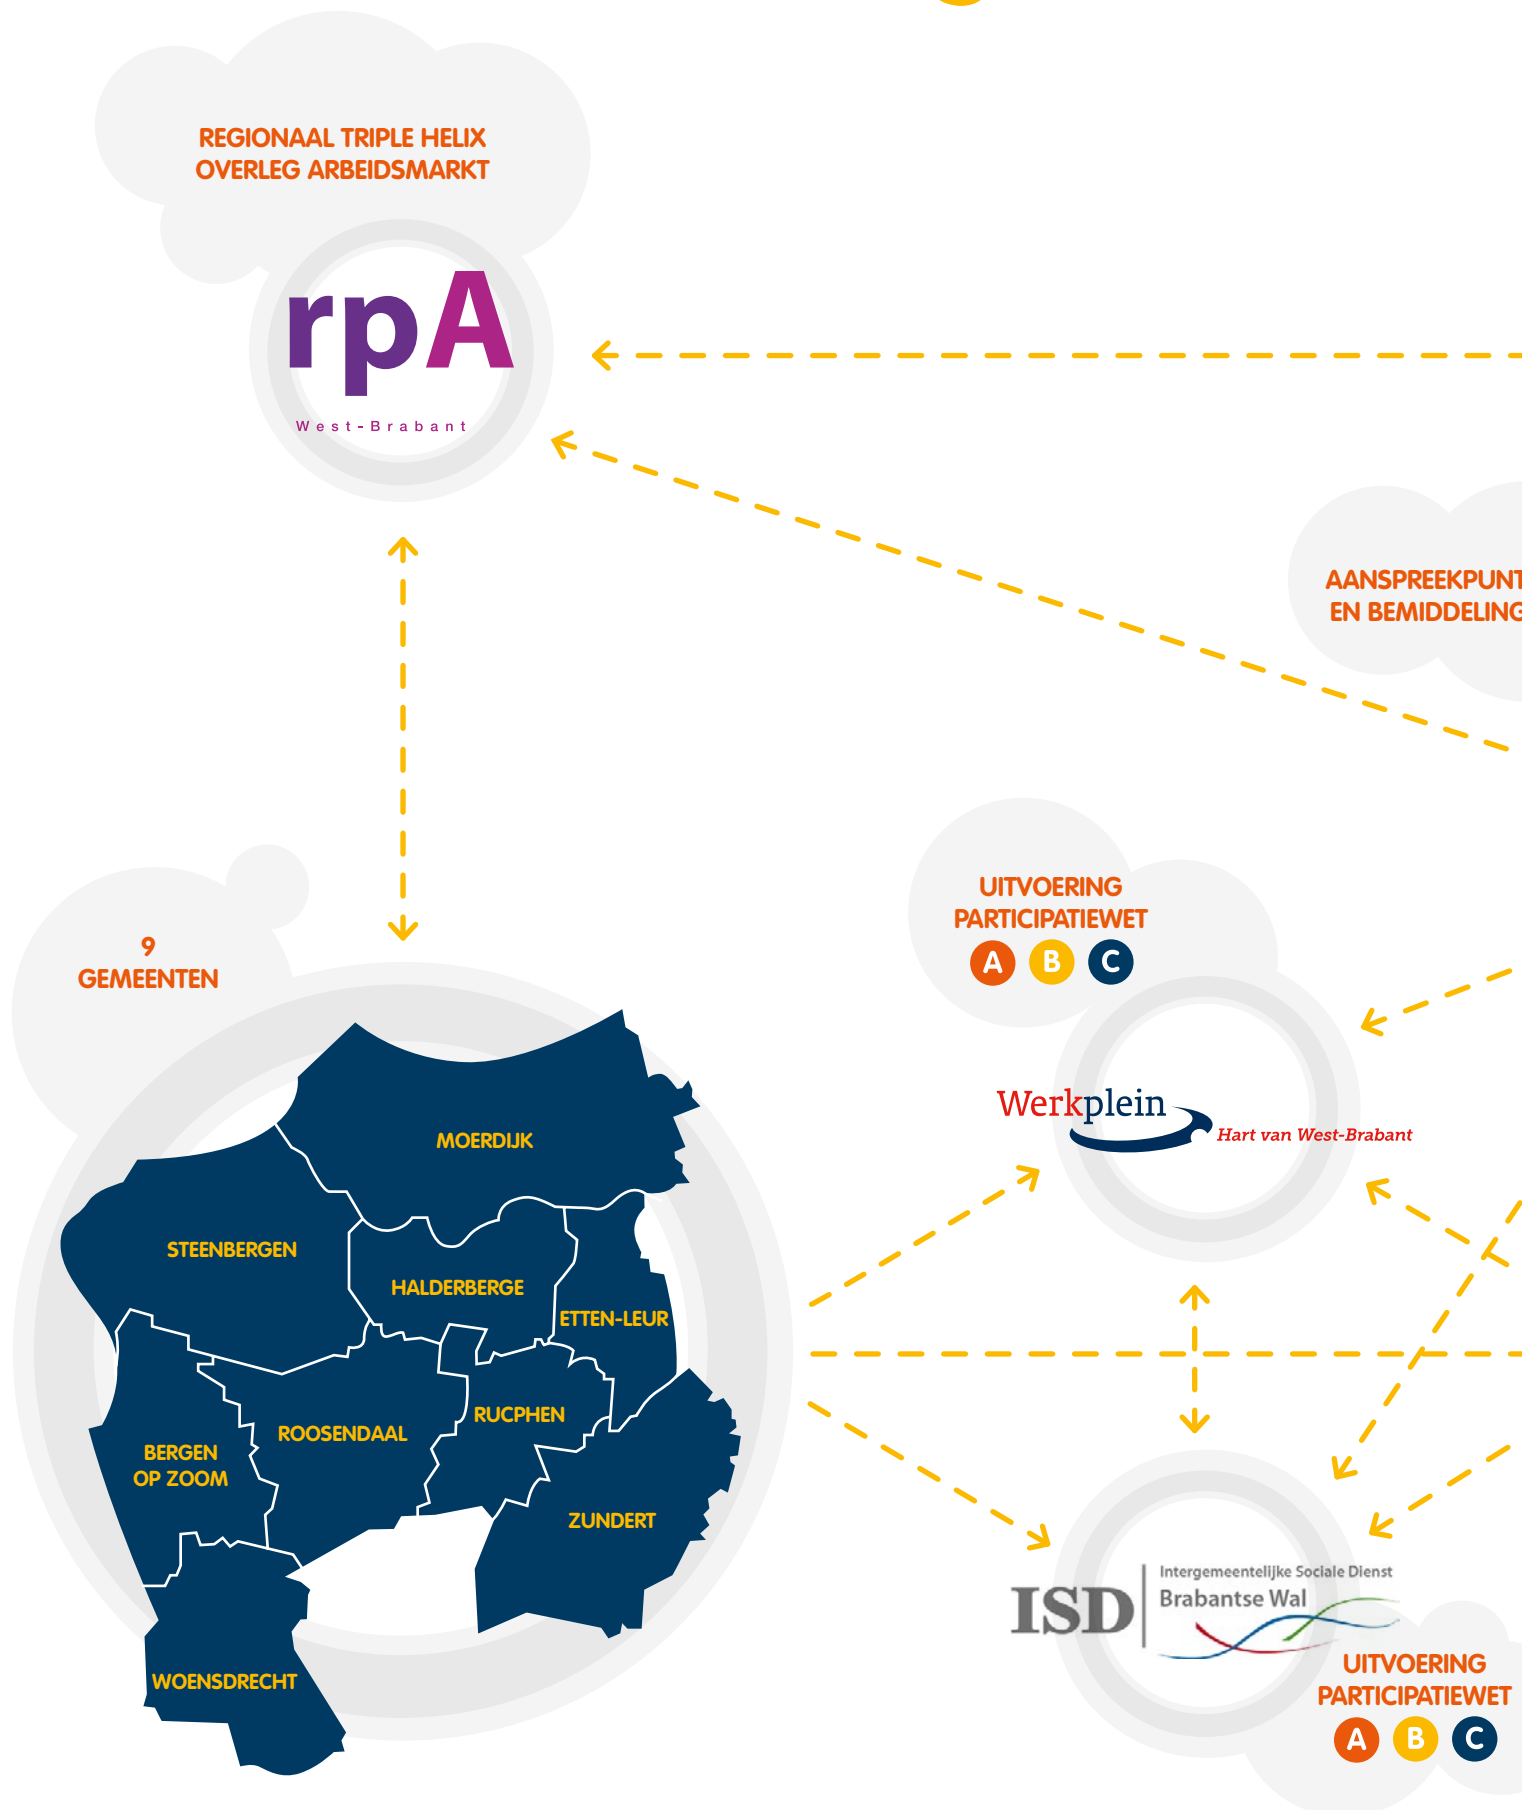 REGIONAAL TRIPLE HELIX
OVERLEG ARBEIDSMARKT
rpA
West-Brabant
AANSPREEKPUNT
EN BEMIDDELING
UITVOERING
PARTICIPATIEWET
A B C
Werkplein
Hart van West-Brabant
9
GEMEENTEN
MOERDIJK
STEENBERGEN
HALDERBERGE
ETTEN-LEUR
ROOSENDAAL
RUCPHEN
BERGEN
OP ZOOM
ZUNDERT
WOENSDRECHT
ISD
Intergemeentelijke Sociale Dienst
Brabantse Wal
UITVOERING
PARTICIPATIEWET
A B C